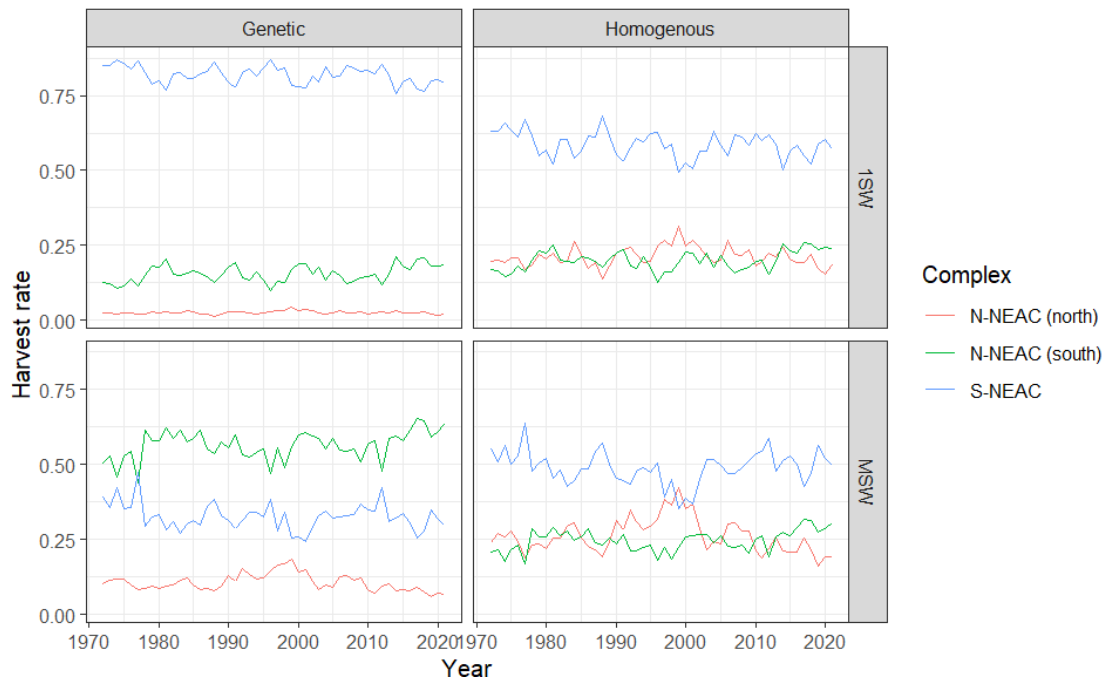 Genetic
Homogenous
Harvest rate
0.75
0.50
0.25
0.00
1SW
0.75
0.50
0.25
0.00
MSW
1970 1980 1990 2000 2010 2020 1970 1980 1990 2000 2010 2020
Year
Complex
N-NEAC (north)
N-NEAC (south)
S-NEAC